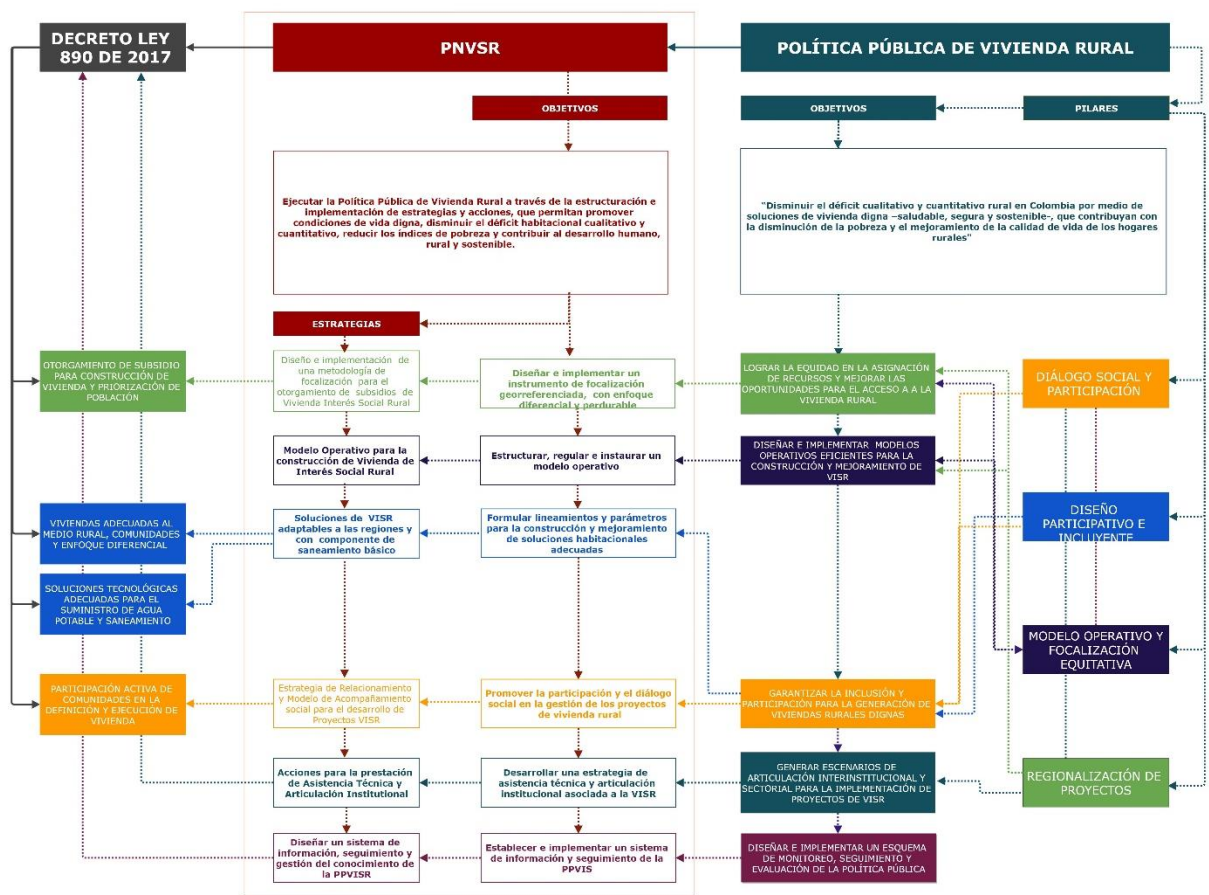 DECRETO LEY
890 DE 2017
PNVSR
POLÍTICA PÚBLICA DE VIVIENDA RURAL
OBJETIVOS
OBJETIVOS
PILARES
Ejecutar la Política Pública de Vivienda Rural a través de la estructuración e
implementación de estrategias y acciones, que permitan promover
condiciones de vida digna, disminuir el déficit habitacional cualitativo y
cuantitativo, reducir los índices de pobreza y contribuir al desarrollo humano,
rural y sostenible.
"Disminuir el déficit cualitativo y cuantitativo rural en Colombia por medio de
soluciones de vivienda digna –saludable, segura y sostenible-, que contribuyan con
la disminución de la pobreza y el mejoramiento de la calidad de vida de los hogares
rurales"
ESTRATEGIAS
OTORGAMIENTO DE SUBSIDIO
PARA CONSTRUCCIÓN DE
VIVIENDA Y PRIORIZACIÓN DE
POBLACIÓN
Diseño e implementación de
una metodología de
focalización para el
otorgamiento de subsidios de
Vivienda Interés Social Rural
Diseñar e implementar un
instrumento de focalización
georreferenciada, con enfoque
diferencial y perdurable
LOGRAR LA EQUIDAD EN LA ASIGNACIÓN
DE RECURSOS Y MEJORAR LAS
OPORTUNIDADES PARA EL ACCESO A A LA
VIVIENDA RURAL
DIÁLOGO SOCIAL Y
PARTICIPACIÓN
Modelo Operativo para la
construcción de Vivienda de
Interés Social Rural
Estructurar, regular e instaurar un
modelo operativo
DISEÑAR E IMPLEMENTAR MODELOS
OPERATIVOS EFICIENTES PARA LA
CONSTRUCCIÓN Y MEJORAMIENTO DE
VISR
VIVIENDAS ADECUADAS AL
MEDIO RURAL, COMUNIDADES
Y ENFOQUE DIFERENCIAL
Soluciones de VISR
adaptables a las regiones y
con componente de
saneamiento básico
Formular lineamientos y parámetros
para la construcción y mejoramiento
de soluciones habitacionales
adecuadas
DISEÑO
PARTICIPATIVO E
INCLUYENTE
SOLUCIONES TECNOLÓGICAS
ADECUADAS PARA EL
SUMINISTRO DE AGUA
POTABLE Y SANEAMIENTO
MODELO OPERATIVO Y
FOCALIZACIÓN
EQUITATIVA
PARTICIPACIÓN ACTIVA DE
COMUNIDADES EN LA
DEFINICIÓN Y EJECUCIÓN DE
VIVIENDA
Estrategia de Relacionamiento
y Modelo de Acompañamiento
social para el desarrollo de
Proyectos VISR
Promover la participación y el diálogo
social en la gestión de los proyectos
de vivienda rural
GARANTIZAR LA INCLUSIÓN Y
PARTICIPACIÓN PARA LA GENERACIÓN DE
VIVIENDAS RURALES DIGNAS
Acciones para la prestación
de Asistencia Técnica y
Articulación Institucional
Desarrollar una estrategia de
asistencia técnica y articulación
institucional asociada a la VISR
GENERAR ESCENARIOS DE
ARTICULACIÓN INTERINSTITUCIONAL Y
SECTORIAL PARA LA IMPLEMENTACIÓN DE
PROYECTOS DE VISR
REGIONALIZACIÓN DE
PROYECTOS
Diseñar un sistema de
información, seguimiento y
gestión del conocimiento de
la PPVISR
Establecer e implementar un sistema
de información y seguimiento de la
PPVIS
DISEÑAR E IMPLEMENTAR UN ESQUEMA
DE MONITOREO, SEGUIMIENTO Y
EVALUACIÓN DE LA POLÍTICA PÚBLICA